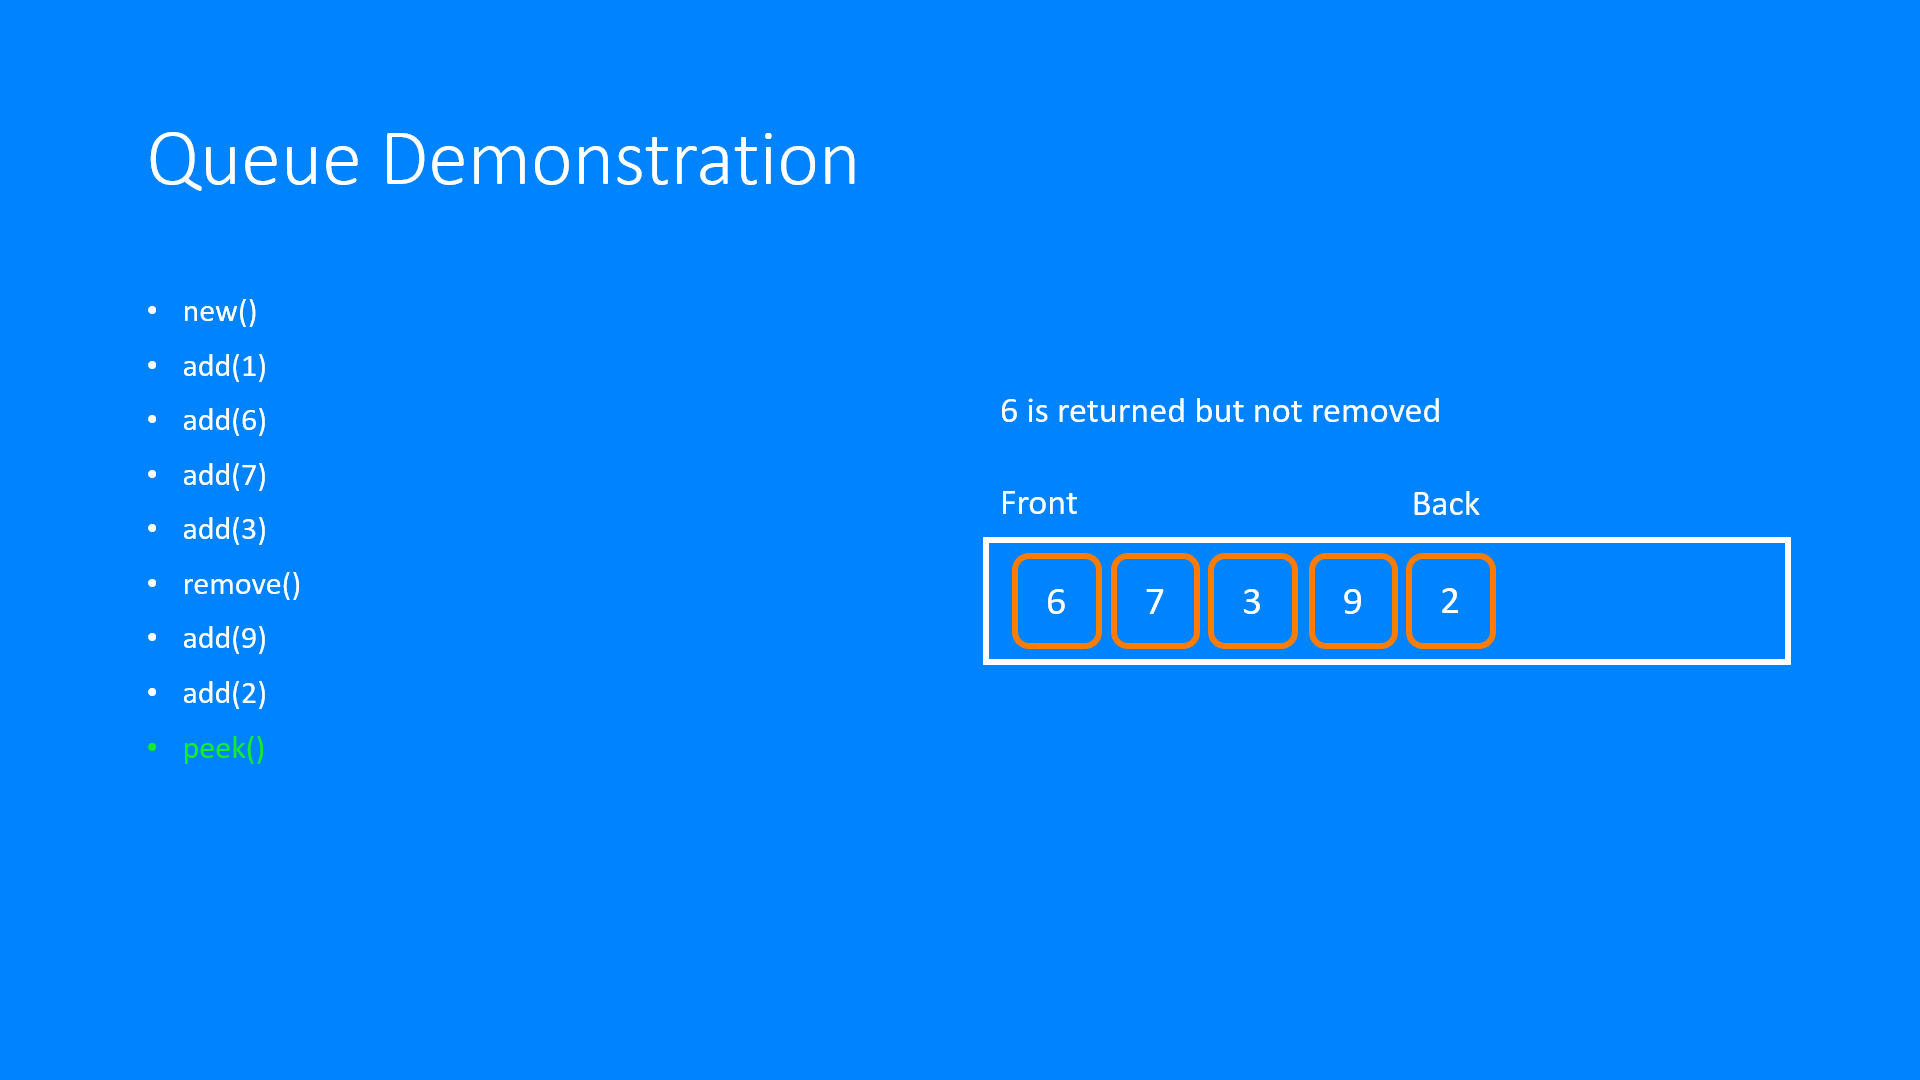 Queue Demonstration
• new()
• add(1)
• add(6)
• add(7)
• add(3)
• remove()
• add(9)
• add(2)
• peek()
6 is returned but not removed
Front Back
6 7 3 9 2